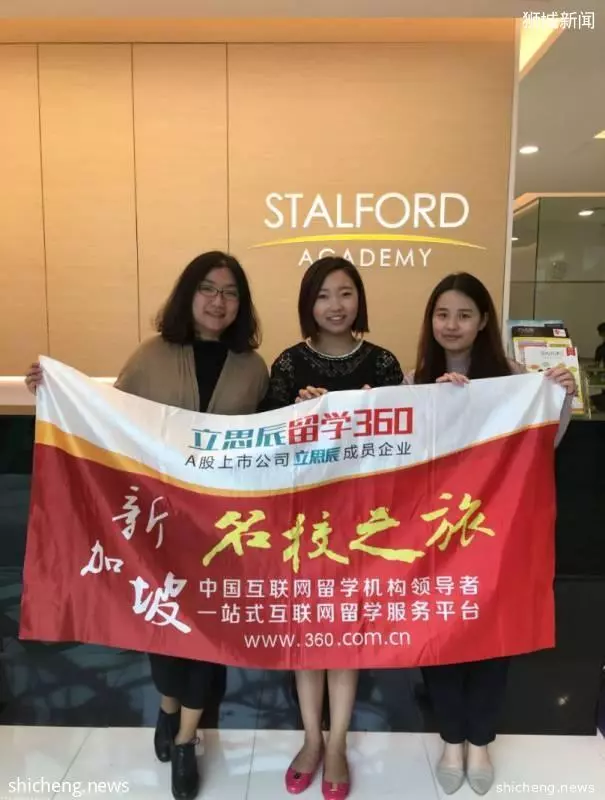 狮城新闻
shicheng.news
STALFORD
ACADEMY
STALFORD
立思辰留学360
A股上市公司立思辰成员企业
新加坡
名校之旅
中国互联网留学机构领导者
一站式互联网留学服务平台
www.360.com.cn
shicheng.news
shicheng.news